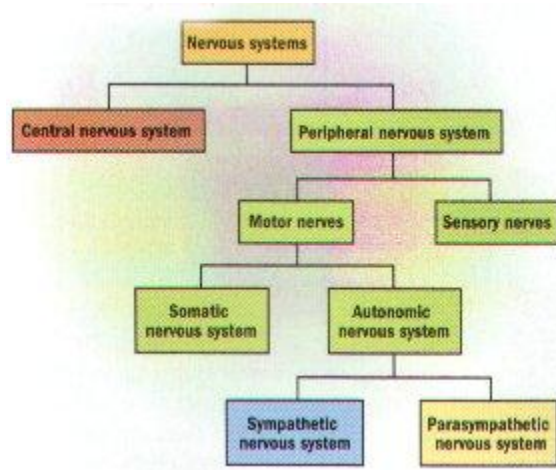 Nervous systems
Central nervous system
Peripheral nervous system
Motor nerves
Sensory nerves
Somatic
nervous system
Autonomic
nervous system
Sympathetic
nervous system
Parasympathetic
nervous system